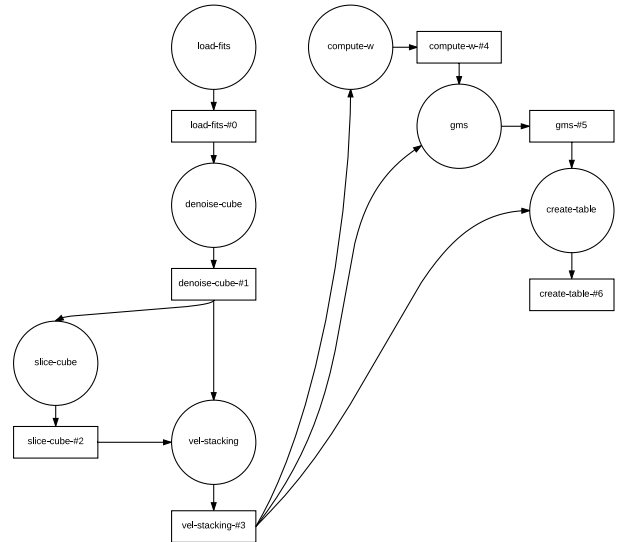 load-fits
compute-w
compute-w-#4
load-fits-#0
gms
gms-#5
denoise-cube
create-table
denoise-cube-#1
create-table-#6
slice-cube
slice-cube-#2
vel-stacking
vel-stacking-#3